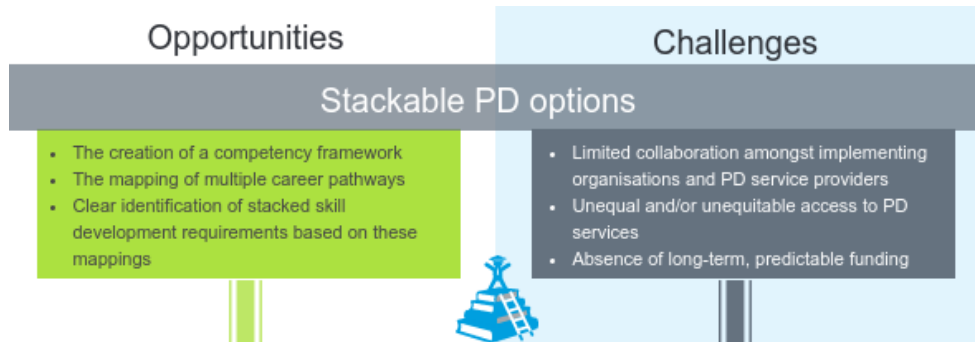 Opportunities
Challenges
Stackable PD options
• The creation of a competency framework
• The mapping of multiple career pathways
• Clear identification of stacked skill
development requirements based on these
mappings
• Limited collaboration amongst implementing
organisations and PD service providers
• Unequal and/or unequitable access to PD
services
• Absence of long-term, predictable funding